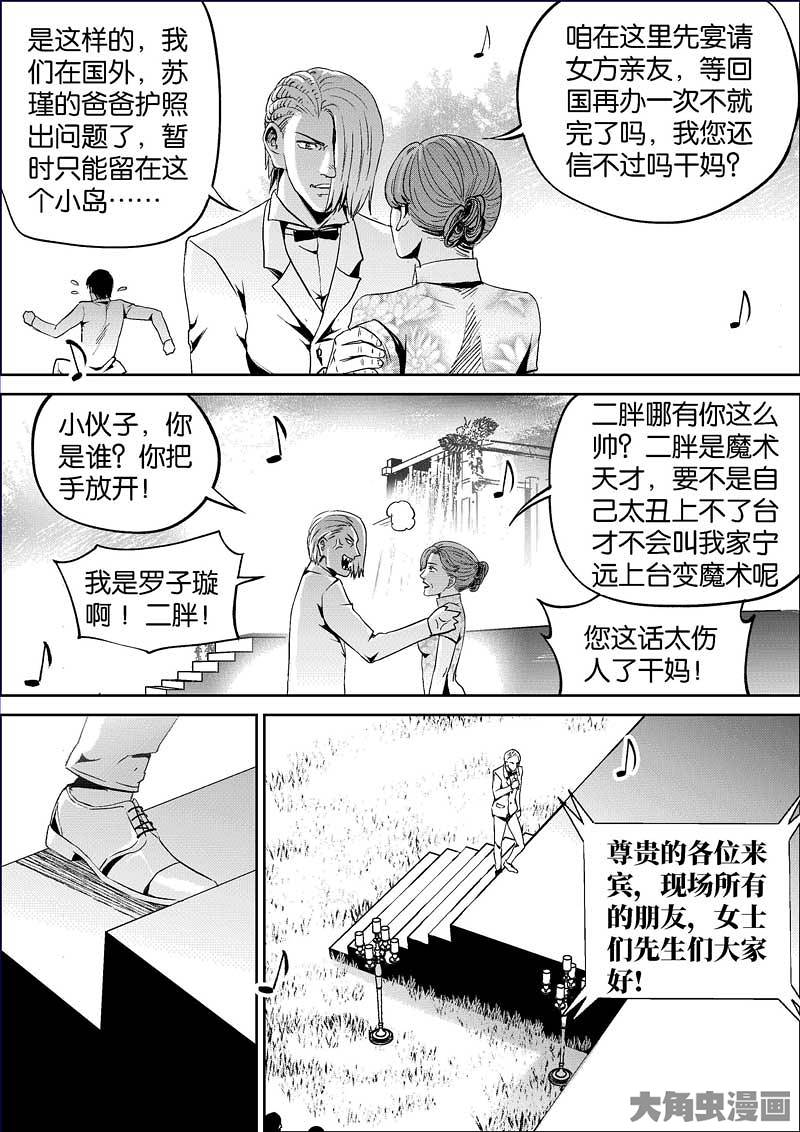 是这样的，我
们在国外，苏
瑾的爸爸护照
出问题了，暂
时只能留在这
个小岛……
咱在这里先宴请
女方亲友，等回
国再办一次不就
完了吗，我您还
信不过吗干妈？
小伙子，你
是谁？你把
手放开！
我是罗子璇
啊！二胖！
二胖哪有你这么
帅？二胖是魔术
天才，要不是自
己太丑上不了台
才不会叫我家宁
远上台变魔术呢
您这话太伤
人了干妈！
尊贵的各位来
宾，现场所有
的朋友，女士
们先生们大家
好！
大角虫漫画